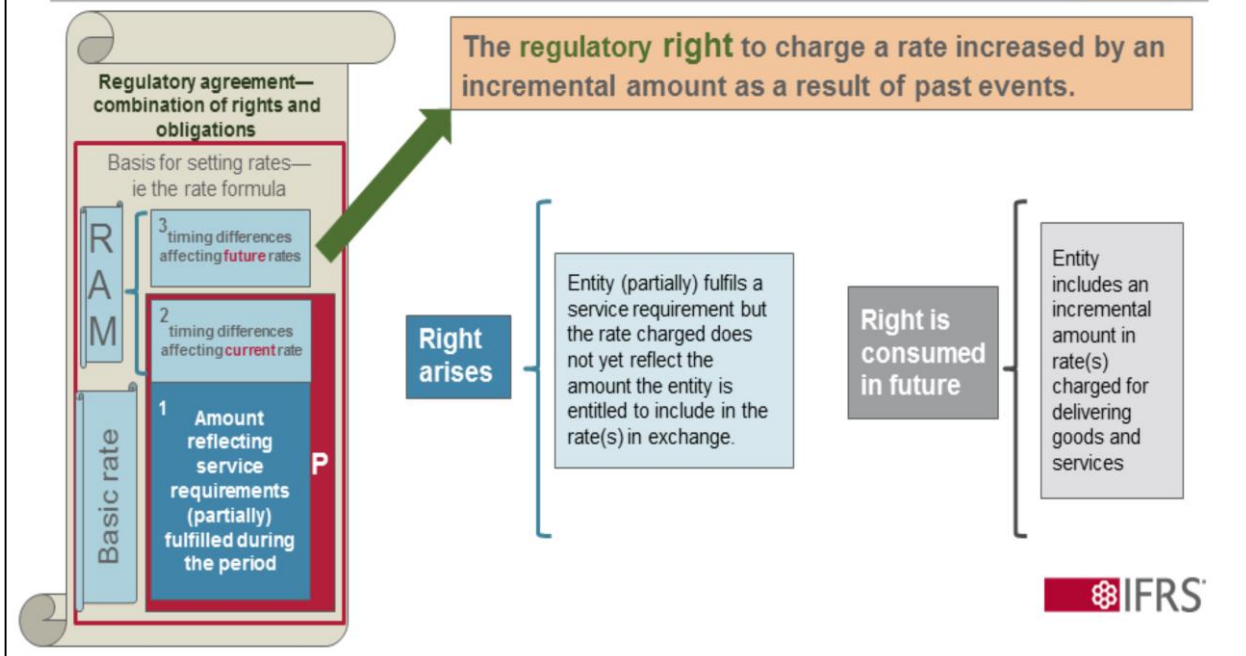 The regulatory right to charge a rate increased by an
incremental amount as a result of past events.
Regulatory agreement—
combination of rights and
obligations
Basis for setting rates—
ie the rate formula
R
A
M
3
timing differences
affecting future rates
2
timing differences
affecting current rate
Basic rate
1
Amount
reflecting
service
requirements
(partially)
fulfilled during
the period
P
Right
arises
Entity (partially) fulfils a
service requirement but
the rate charged does
not yet reflect the
amount the entity is
entitled to include in the
rate(s) in exchange.
Right is
consumed
in future
Entity
includes an
incremental
amount in
rate(s)
charged for
delivering
goods and
services
IFRS